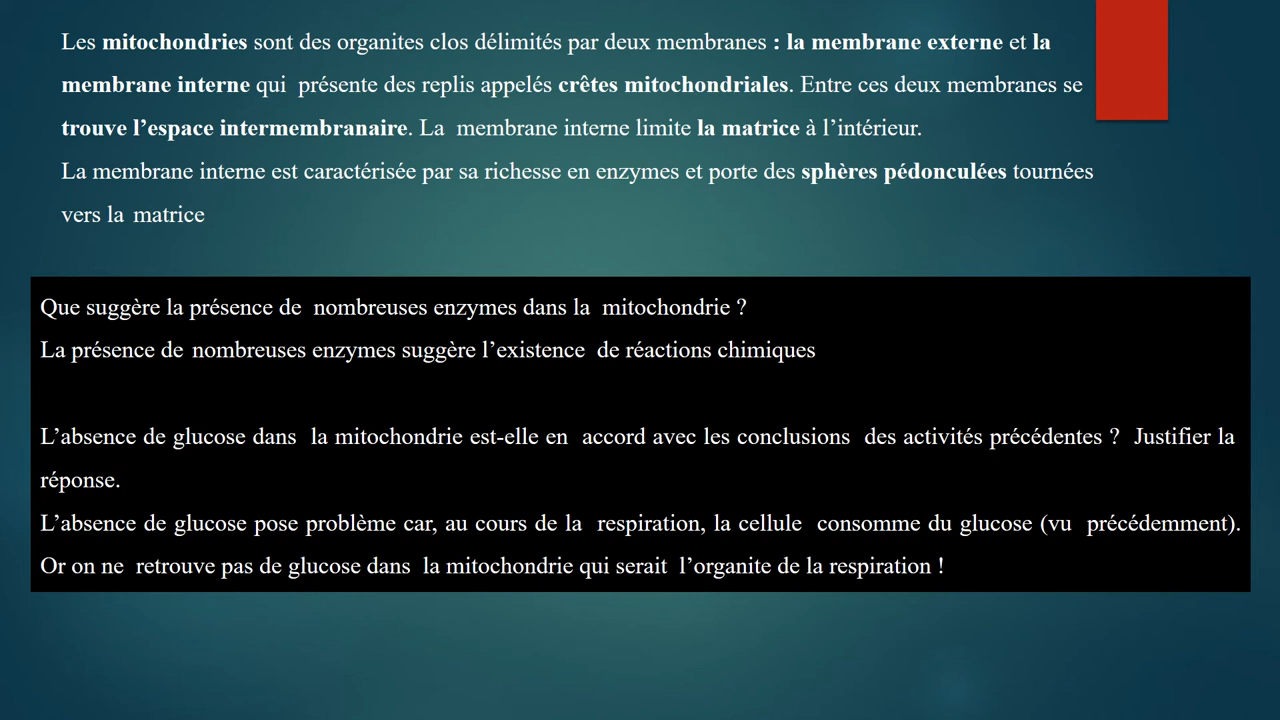 Les mitochondries sont des organites clos délimités par deux membranes : la membrane externe et la
membrane interne qui présente des replis appelés crêtes mitochondriales. Entre ces deux membranes se
trouve l’espace intermembranaire. La membrane interne limite la matrice à l’intérieur.
La membrane interne est caractérisée par sa richesse en enzymes et porte des sphères pédonculées tournées
vers la matrice
Que suggère la présence de nombreuses enzymes dans la mitochondrie ?
La présence de nombreuses enzymes suggère l’existence de réactions chimiques
L’absence de glucose dans la mitochondrie est-elle en accord avec les conclusions des activités précédentes ? Justifier la
réponse.
L’absence de glucose pose problème car, au cours de la respiration, la cellule consomme du glucose (vu précédemment).
Or on ne retrouve pas de glucose dans la mitochondrie qui serait l’organite de la respiration !